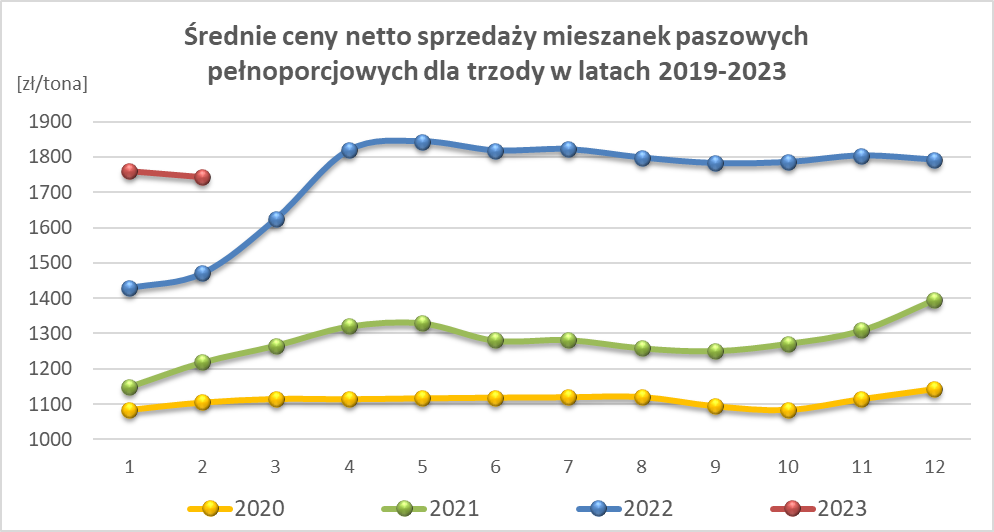 Średnie ceny netto sprzedaży mieszanek paszowych
pełnoporcjowych dla trzody w latach 2019-2023
[zł/tona]
1900
1800
1700
1600
1500
1400
1300
1200
1100
1000
1 2 3 4 5 6 7 8 9 10 11 12
2020 2021 2022 2023